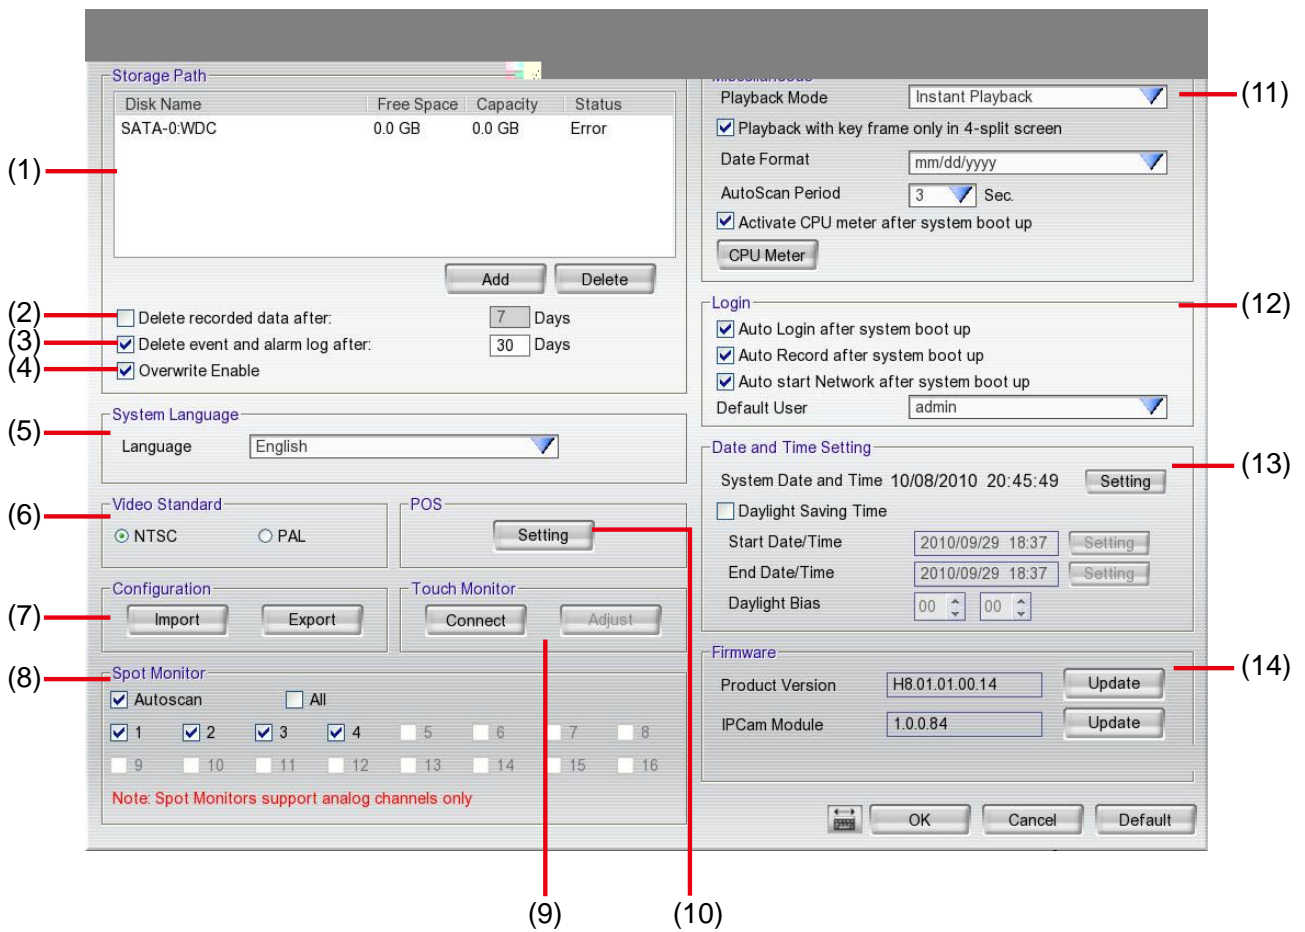 Storage Path
Disk Name Free Space Capacity Status
SATA-0:WDC 0.0 GB 0.0 GB Error
(1)
Add Delete
(2) Delete recorded data after: 7 Days
(3) Delete event and alarm log after: 30 Days
(4) Overwrite Enable
System Language
(5) Language English
Video Standard
(6) NTSC PAL
POS
Setting
Configuration
(7) Import Export
Touch Monitor
Connect Adjust
Spot Monitor
(8) Autoscan All
1 2 3 4 5 6 7 8
9 10 11 12 13 14 15 16
Note: Spot Monitors support analog channels only
Miscellaneous
Playback Mode Instant Playback (11)
Playback with key frame only in 4-split screen
Date Format mm/dd/yyyy
AutoScan Period 3 Sec.
Activate CPU meter after system boot up
CPU Meter
Login (12)
Auto Login after system boot up
Auto Record after system boot up
Auto start Network after system boot up
Default User admin
Date and Time Setting (13)
System Date and Time 10/08/2010 20:45:49 Setting
Daylight Saving Time
Start Date/Time 2010/09/29 18:37 Setting
End Date/Time 2010/09/29 18:37 Setting
Daylight Bias 00 00
Firmware (14)
Product Version H8.01.01.00.14 Update
IPCam Module 1.0.0.84 Update
OK Cancel Default
(9) (10)